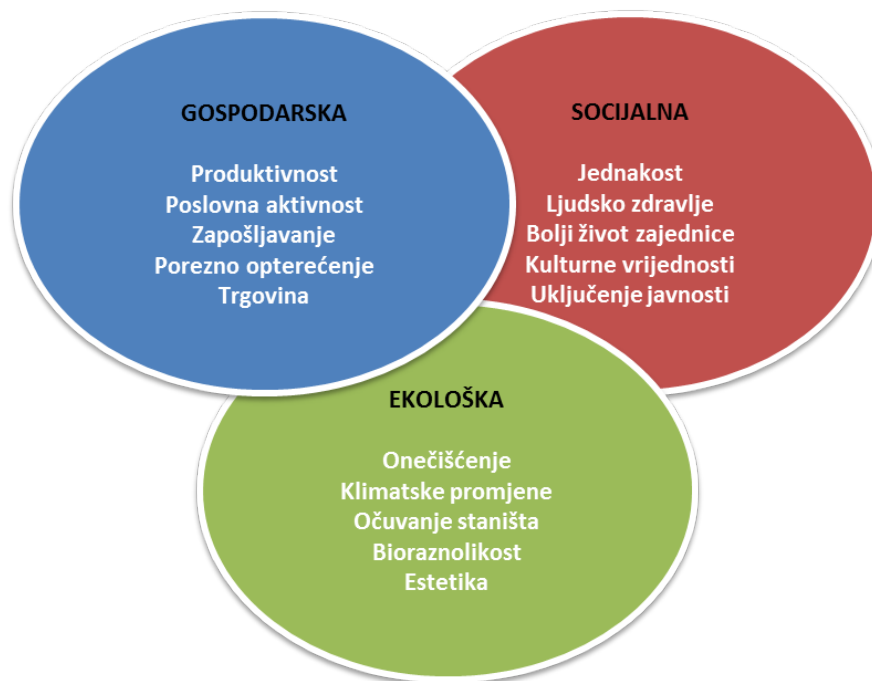 GOSPODARSKA
Produktivnost
Poslovna aktivnost
Zapošljavanje
Porezno opterećenje
Trgovina
SOCIJALNA
Jednakost
Ljudsko zdravlje
Bolji život zajednice
Kulturne vrijednosti
Uključenje javnosti
EKOLOŠKA
Onečišćenje
Klimatske promjene
Očuvanje staništa
Bioraznolikost
Estetika